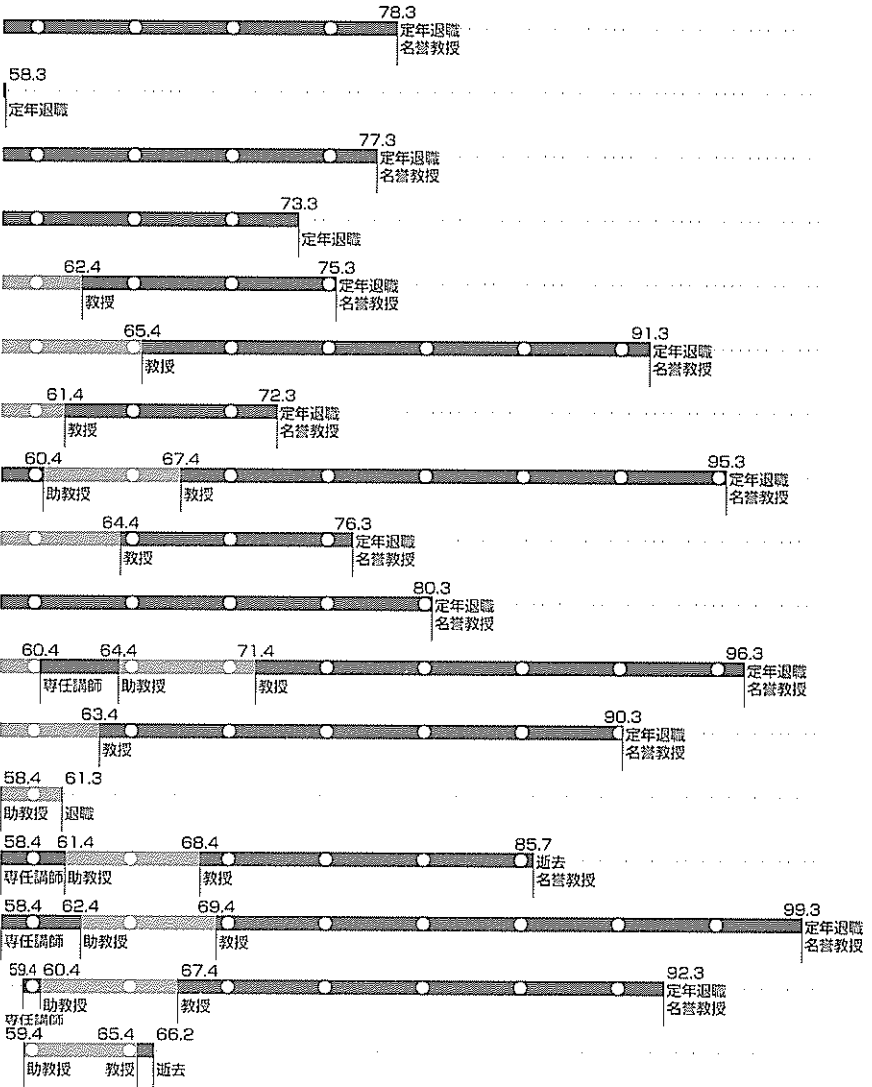 78.3
定年退職
名誉教授
58.3
定年退職
77.3
定年退職
名誉教授
73.3
定年退職
62.4 75.3
教授 定年退職
名誉教授
65.4 91.3
教授 定年退職
名誉教授
61.4 72.3
教授 定年退職
名誉教授
60.4 67.4 95.3
助教授 教授 定年退職
名誉教授
64.4 76.3
教授 定年退職
名誉教授
80.3
定年退職
名誉教授
60.4 64.4 71.4 96.3
専任講師 助教授 教授 定年退職
名誉教授
63.4 90.3
教授 定年退職
名誉教授
58.4 61.3
助教授 退職
58.4 61.4 68.4 85.7
専任講師 助教授 教授 逝去
名誉教授
58.4 62.4 69.4 99.3
専任講師 助教授 教授 定年退職
名誉教授
59.4 60.4 67.4 92.3
助教授 教授 定年退職
専任講師 名誉教授
59.4 65.4 66.2
助教授 教授 逝去